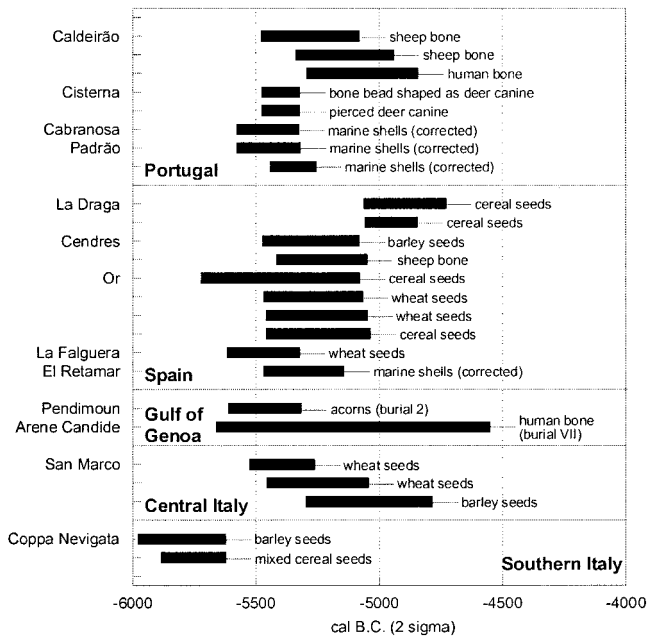 Caldeirão sheep bone
sheep bone
human bone
Cisterna bone bead shaped as deer canine
pierced deer canine
Cabranosa marine shells (corrected)
Padrão marine shells (corrected)
marine shells (corrected)
Portugal
La Draga cereal seeds
cereal seeds
Cendres barley seeds
sheep bone
Or cereal seeds
wheat seeds
wheat seeds
cereal seeds
La Falguera wheat seeds
El Retamar marine shells (corrected)
Spain
Pendimoun acorns (burial 2)
Arene Candide human bone
(burial VII)
Gulf of
Genoa
San Marco wheat seeds
wheat seeds
barley seeds
Central Italy
Coppa Nevigata barley seeds
mixed cereal seeds
Southern Italy
-6000 -5500 -5000 -4500 -4000
cal B.C. (2 sigma)